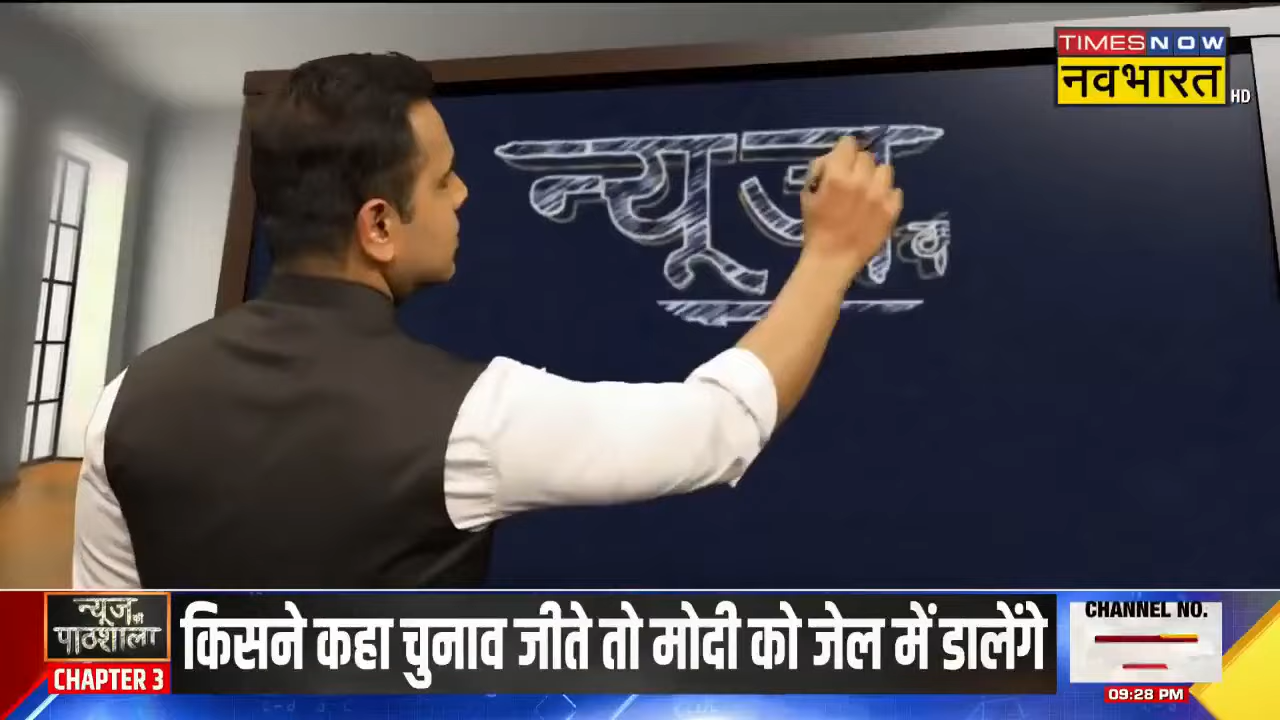 TIMES NOW
नवभारत
HD
न्यूज
न्यूज़ की
पाठशाला
CHAPTER 3
किसने कहा चुनाव जीते तो मोदी को जेल में डालेंगे
CHANNEL NO.
09:28 PM